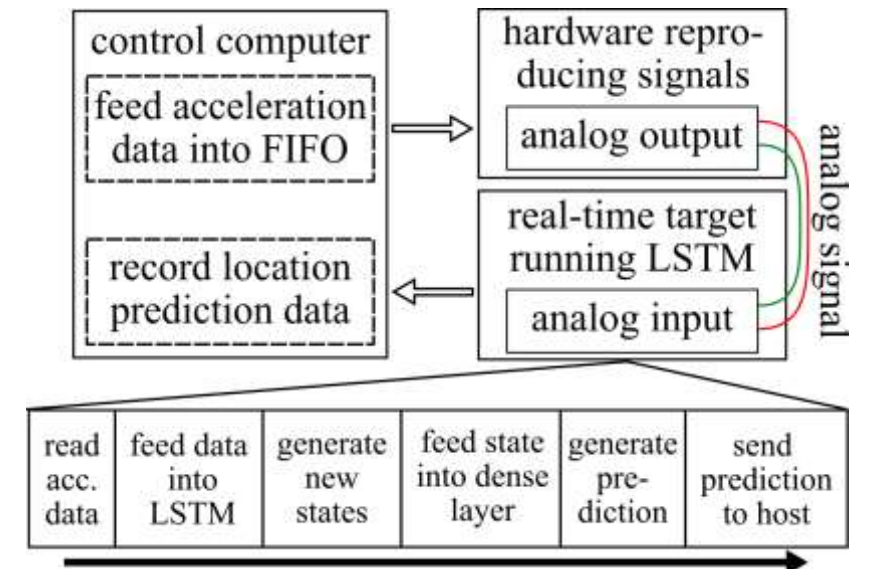 control computer
feed acceleration
data into FIFO
record location
prediction data
hardware repro-
ducing signals
analog output
real-time target
running LSTM
analog input
analog signal
read
acc.
data
feed data
into
LSTM
generate
new
states
feed state
into dense
layer
generate
pre-
diction
send
prediction
to host